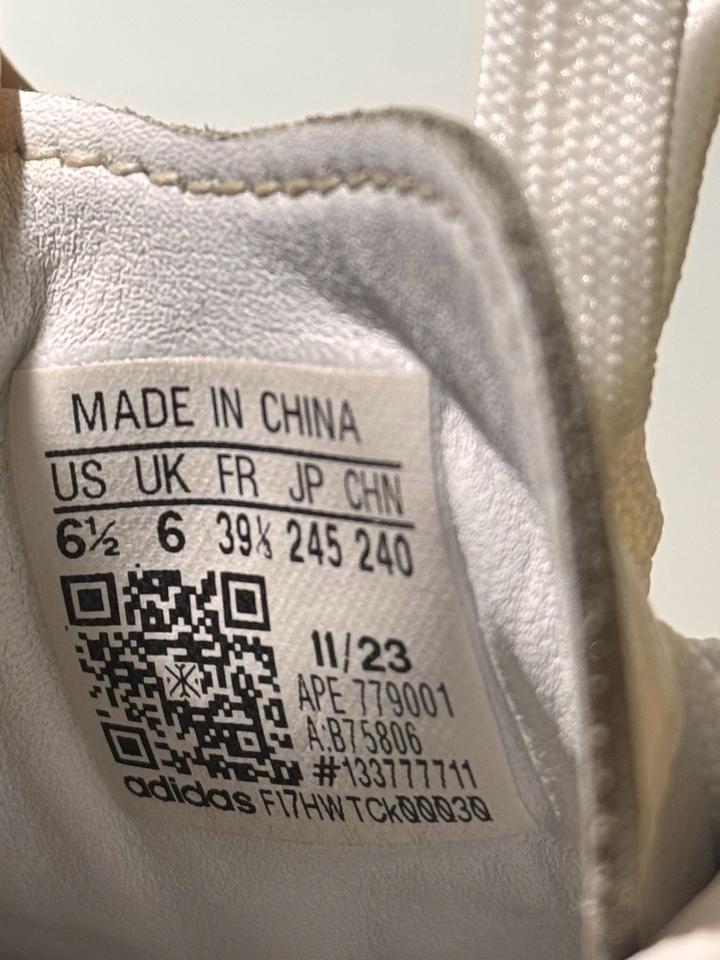 MADE IN CHINA
US UK FR JP CHN
6½ 6 39⅓ 245 240
11/23
APE 779001
A:B75806
#133777711
adidas F17HWTCk00030